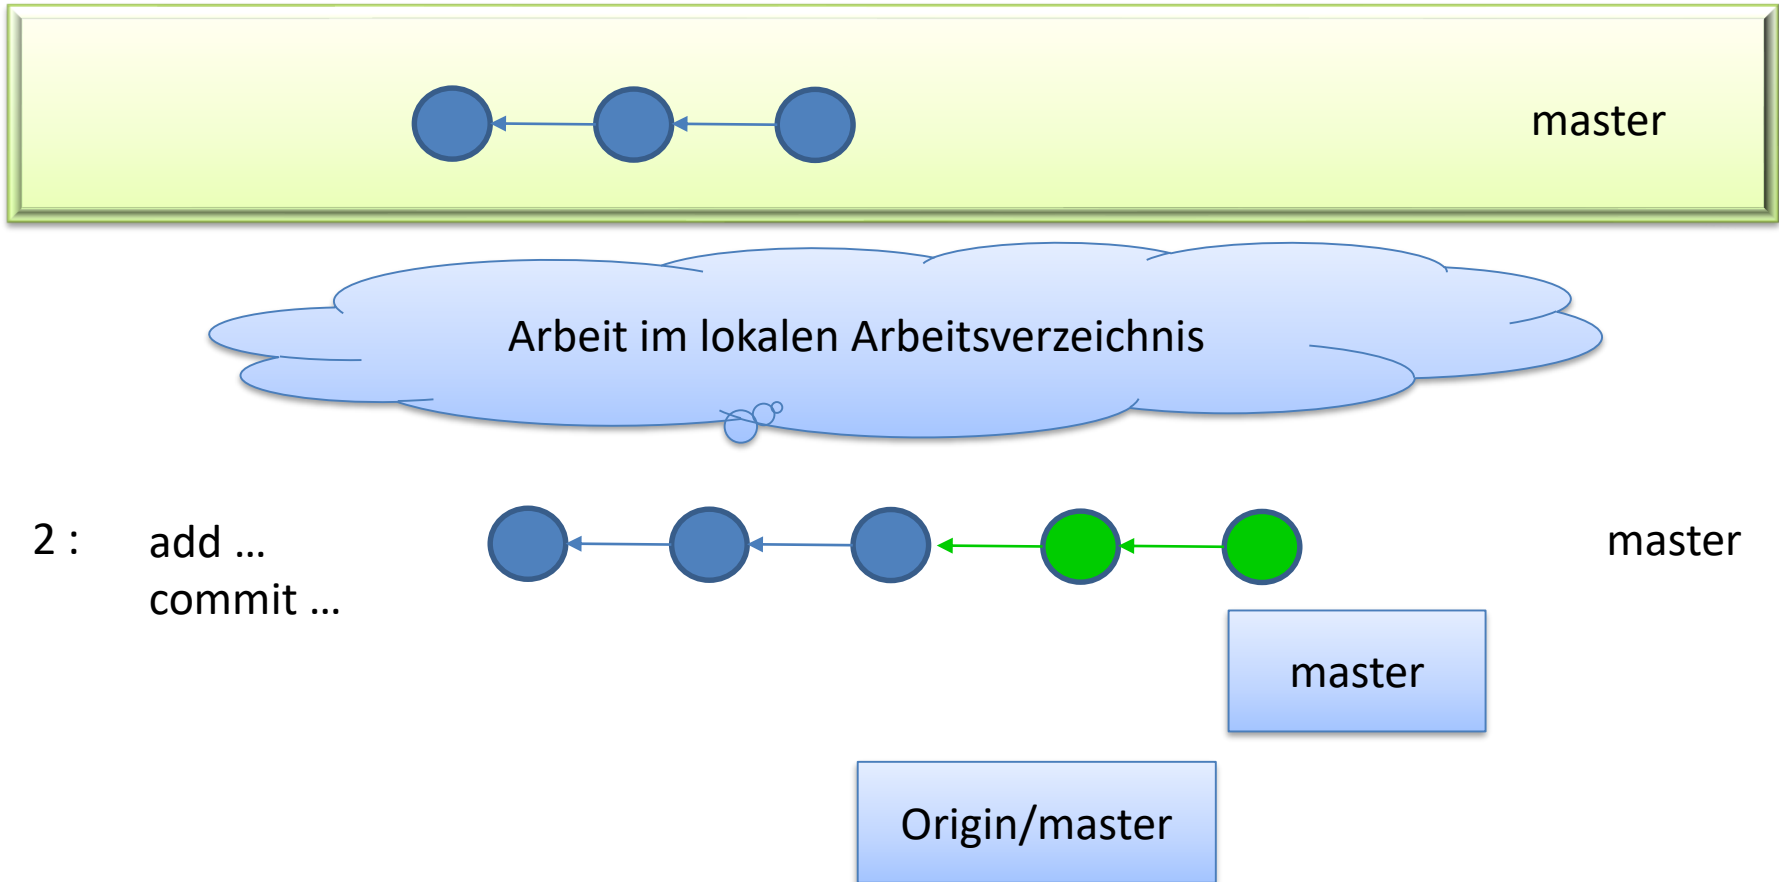 master
Arbeit im lokalen Arbeitsverzeichnis
2 : add … master
commit …
master
Origin/master